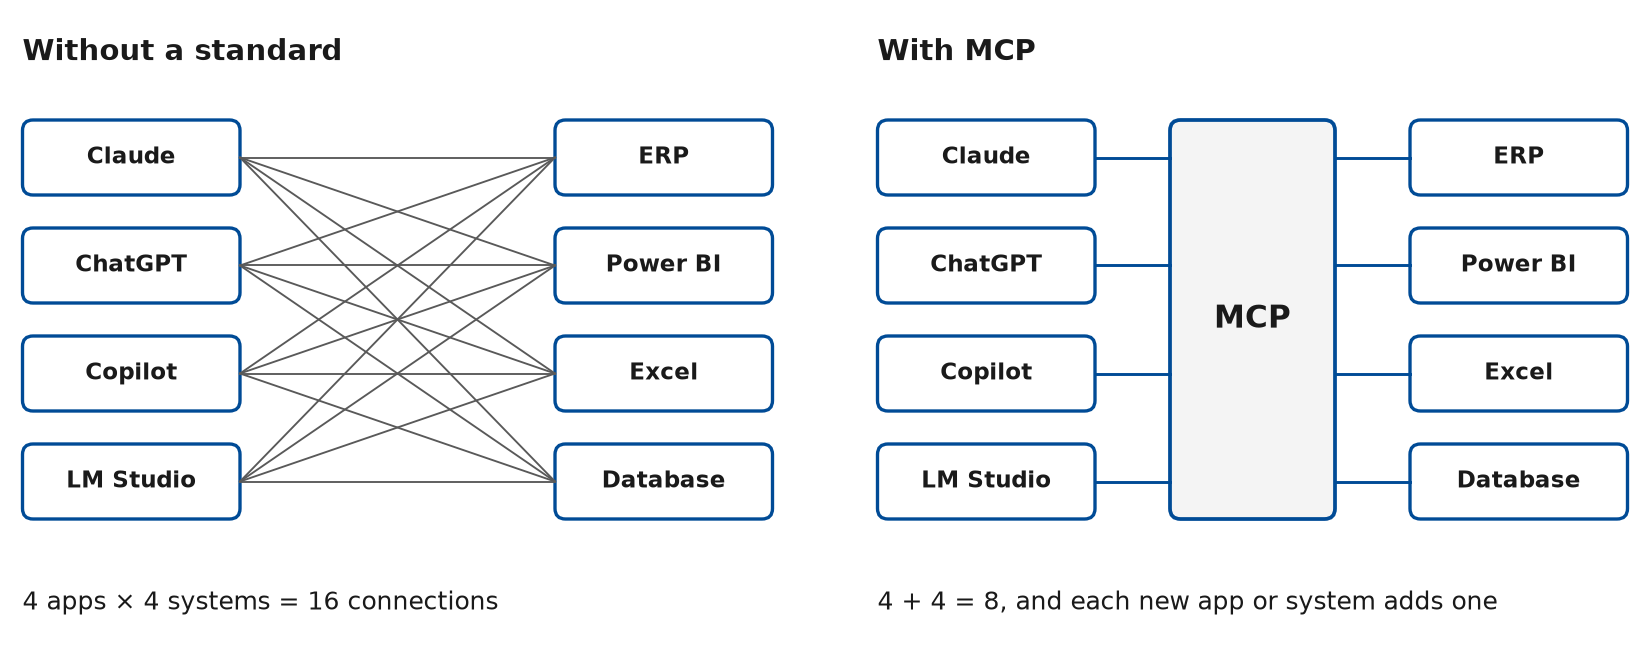 Without a standard
Claude
ChatGPT
Copilot
LM Studio
ERP
Power BI
Excel
Database
4 apps × 4 systems = 16 connections
With MCP
Claude
ChatGPT
Copilot
LM Studio
MCP
ERP
Power BI
Excel
Database
4 + 4 = 8, and each new app or system adds one